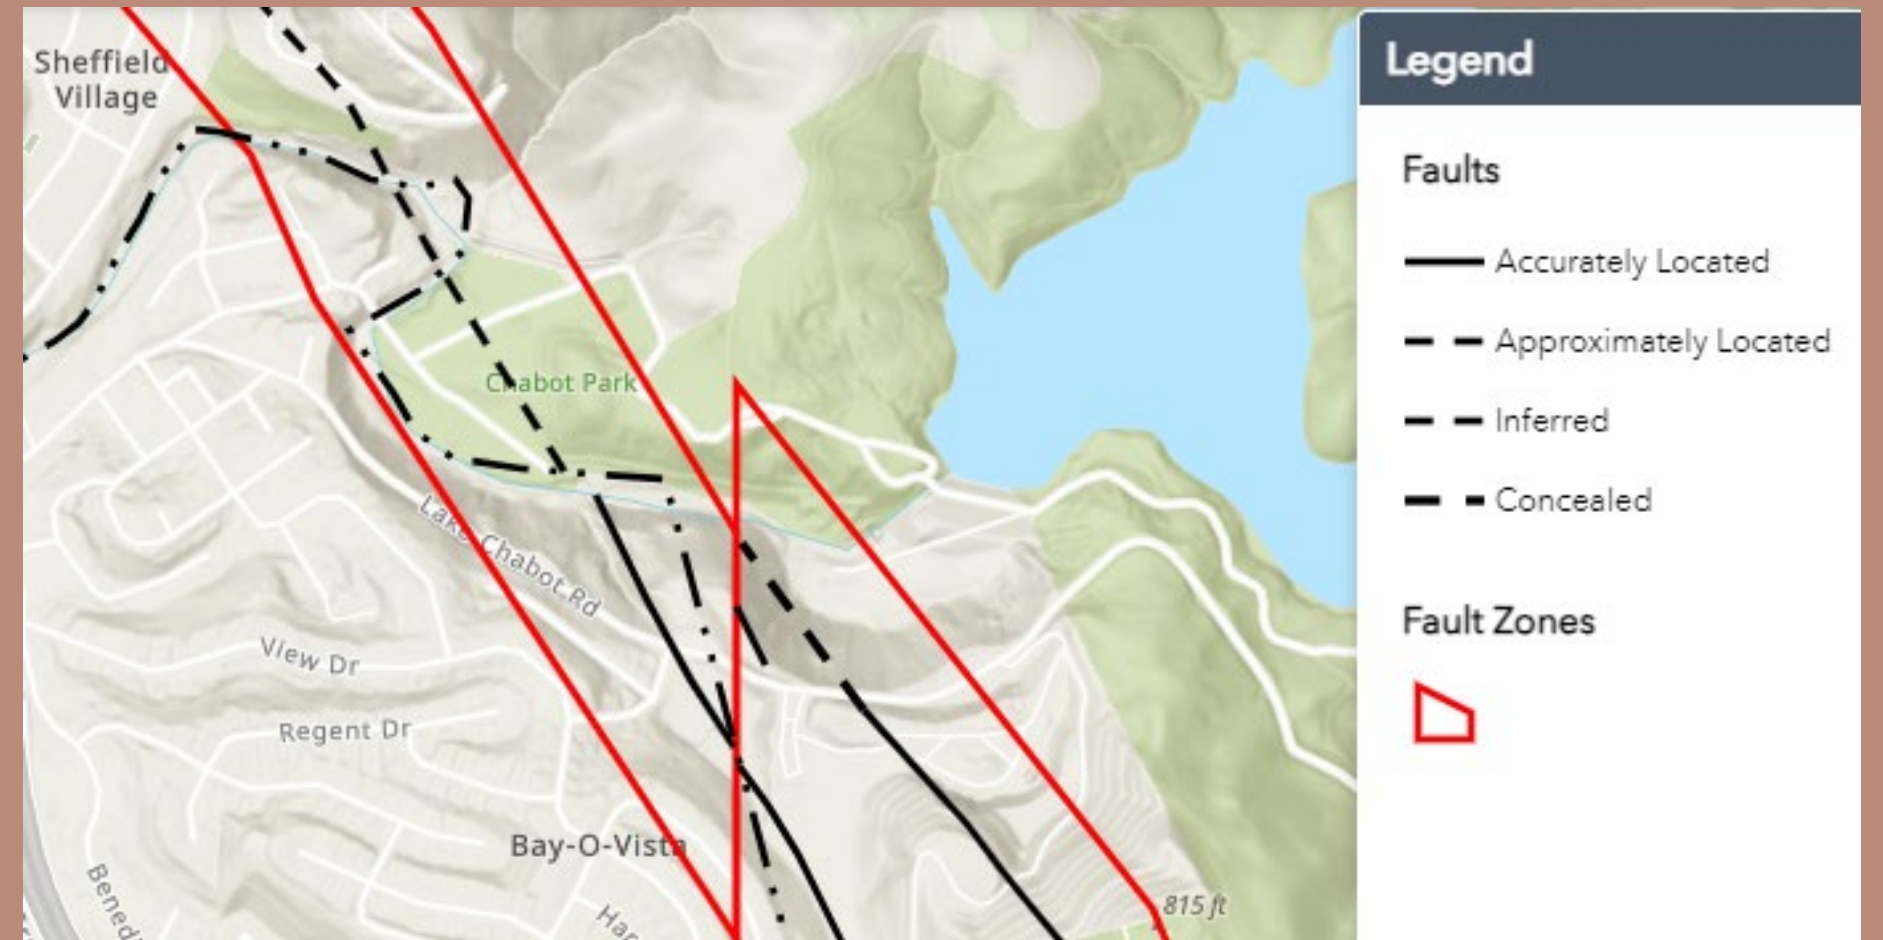 Sheffield
Village
Chabot Park
Lake Chabot Rd
View Dr
Regent Dr
Bay-O-Vista
815 ft
Legend
Faults
Accurately Located
Approximately Located
Inferred
Concealed
Fault Zones